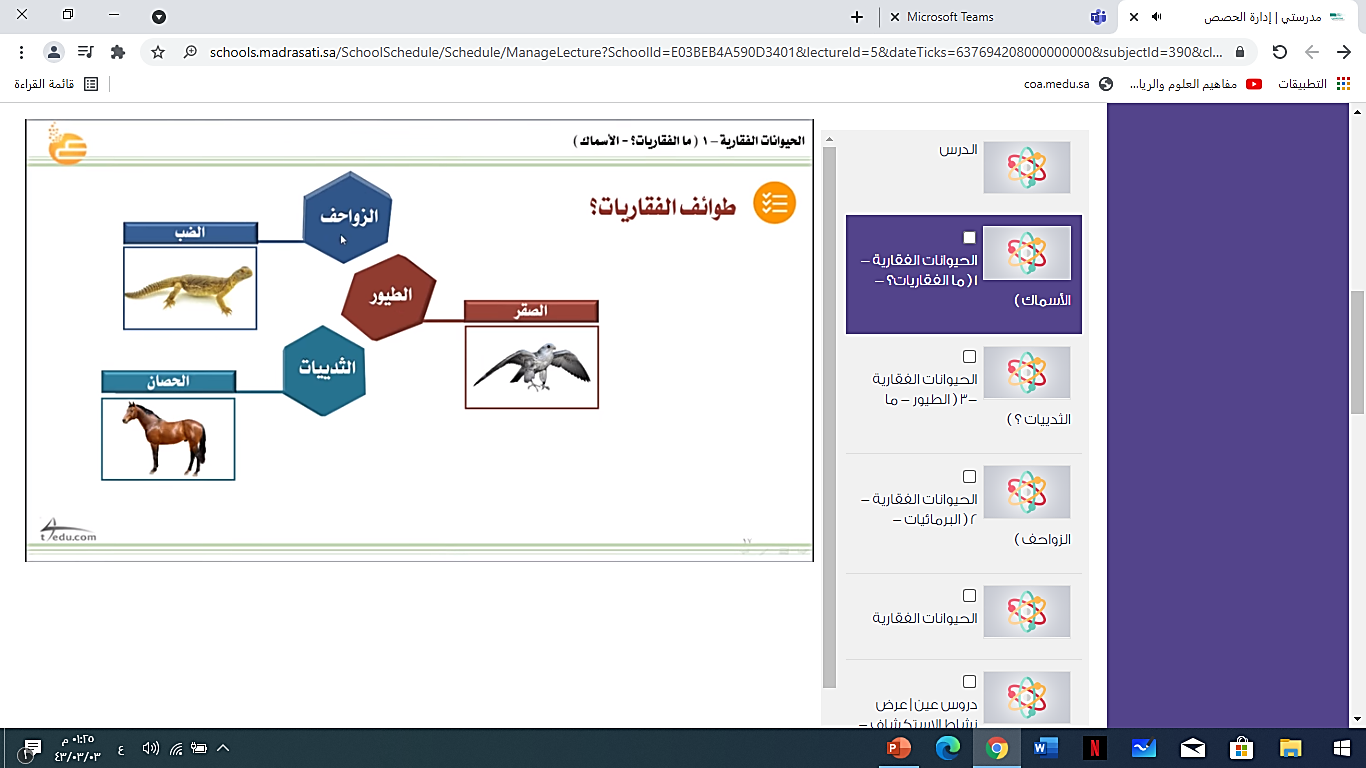 مدرستي | إدارة الحصص
Microsoft Teams
schools.madrasati.sa/SchoolSchedule/Schedule/ManageLecture?SchoolId=E03BEB4A590D3401&lectureId=5&dateTicks=637694208000000000&subjectId=390&cl...
التطبيقات
مفاهيم العلوم والريا...
coa.medu.sa
قائمة القراءة
الحيوانات الفقارية – ١ ( ما الفقاريات؟ - الأسماك )
طوائف الفقاريات؟
الزواحف
الضب
الطيور
الصقر
الثدييات
الحصان
edu.com
١٧
الدرس
الحيوانات الفقارية –
١ ( ما الفقاريات؟ –
الأسماك )
الحيوانات الفقارية
–٣ ( الطيور – ما
الثدييات ؟ )
الحيوانات الفقارية –
٢ ( البرمائيات –
الزواحف )
الحيوانات الفقارية
دروس عين | عرض
نشاط الاستكشاف –
ع
٠١:٢٥ م
٤٣/٠٣/٠٣